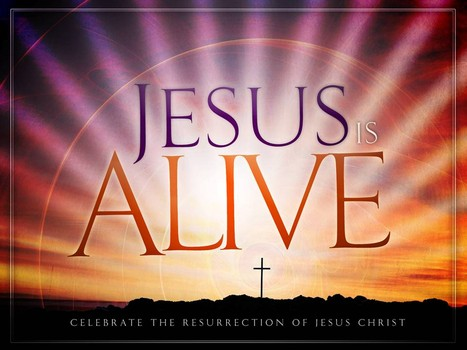 JESUS IS
ALIVE
CELEBRATE THE RESURRECTION OF JESUS CHRIST